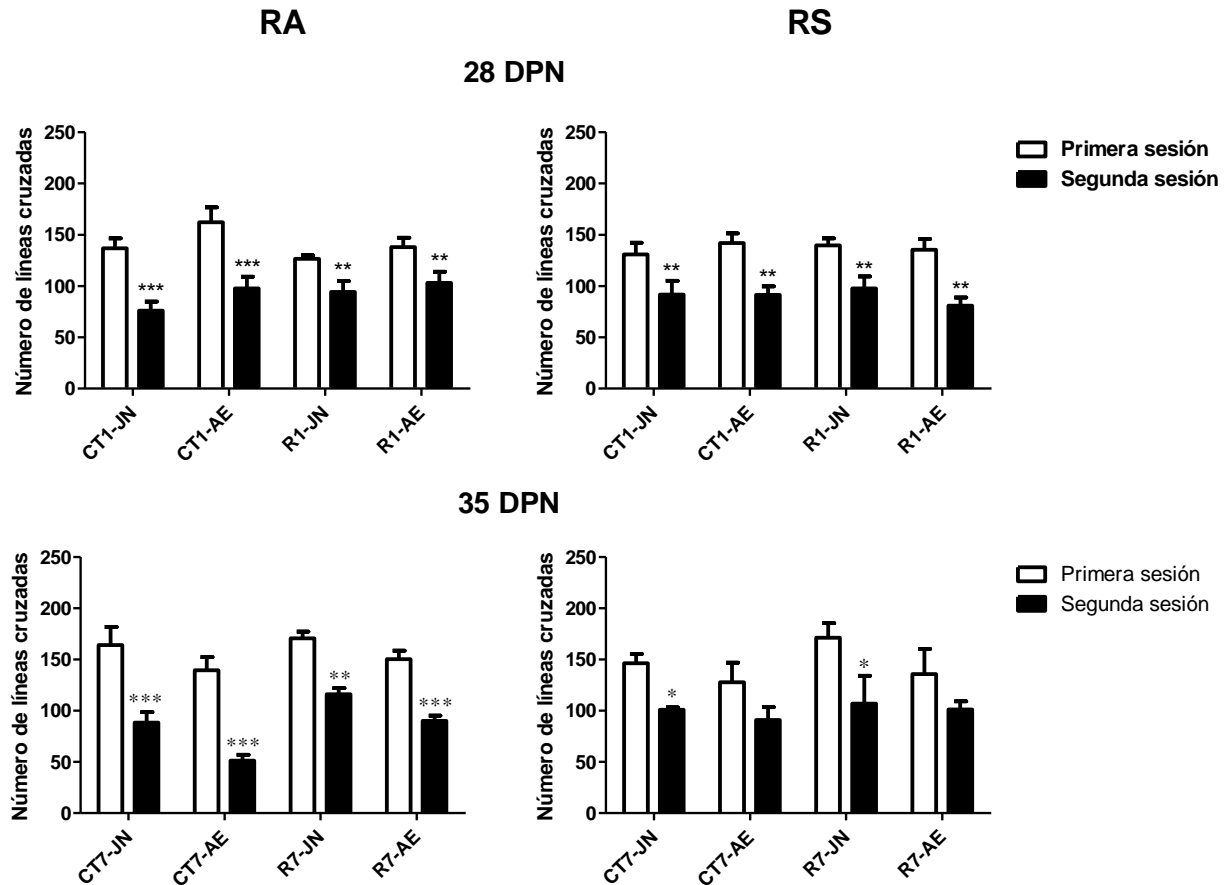 RA
RS
28 DPN
Número de líneas cruzadas
250
200
150
100
50
0
***
***
**
**
CT1-JN
CT1-AE
R1-JN
R1-AE
Número de líneas cruzadas
250
200
150
100
50
0
**
**
**
**
CT1-JN
CT1-AE
R1-JN
R1-AE
Primera sesión
Segunda sesión
35 DPN
Número de líneas cruzadas
250
200
150
100
50
0
***
***
**
***
CT7-JN
CT7-AE
R7-JN
R7-AE
Número de líneas cruzadas
250
200
150
100
50
0
*
*
CT7-JN
CT7-AE
R7-JN
R7-AE
Primera sesión
Segunda sesión